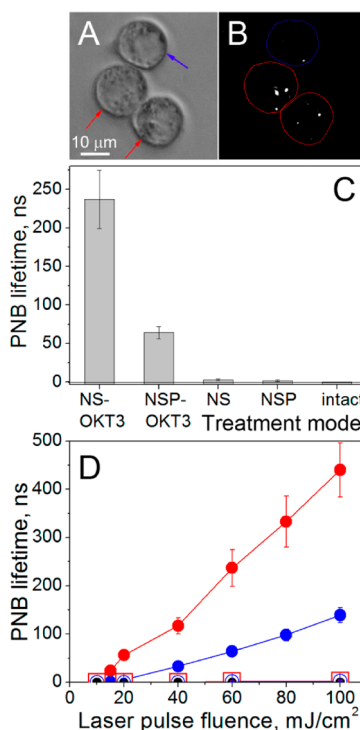 A
B
10 μm
C
PNB lifetime, ns
250
200
150
100
50
0
NS-
OKT3
NSP-
OKT3
NS
NSP
intact
Treatment mode
D
PNB lifetime, ns
500
400
300
200
100
0
0 20 40 60 80 100
Laser pulse fluence, mJ/cm²